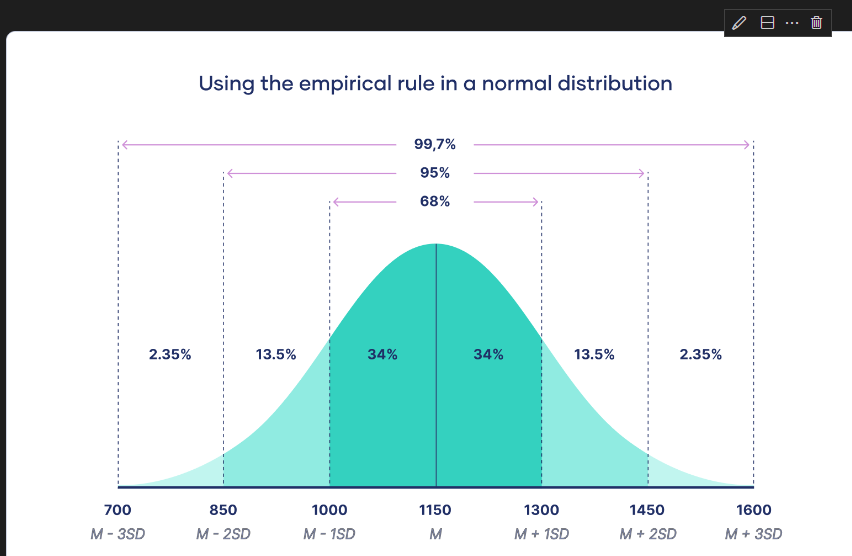 Using the empirical rule in a normal distribution
99,7%
95%
68%
2.35% 13.5% 34% 34% 13.5% 2.35%
700 850 1000 1150 1300 1450 1600
M - 3SD M - 2SD M - 1SD M M + 1SD M + 2SD M + 3SD